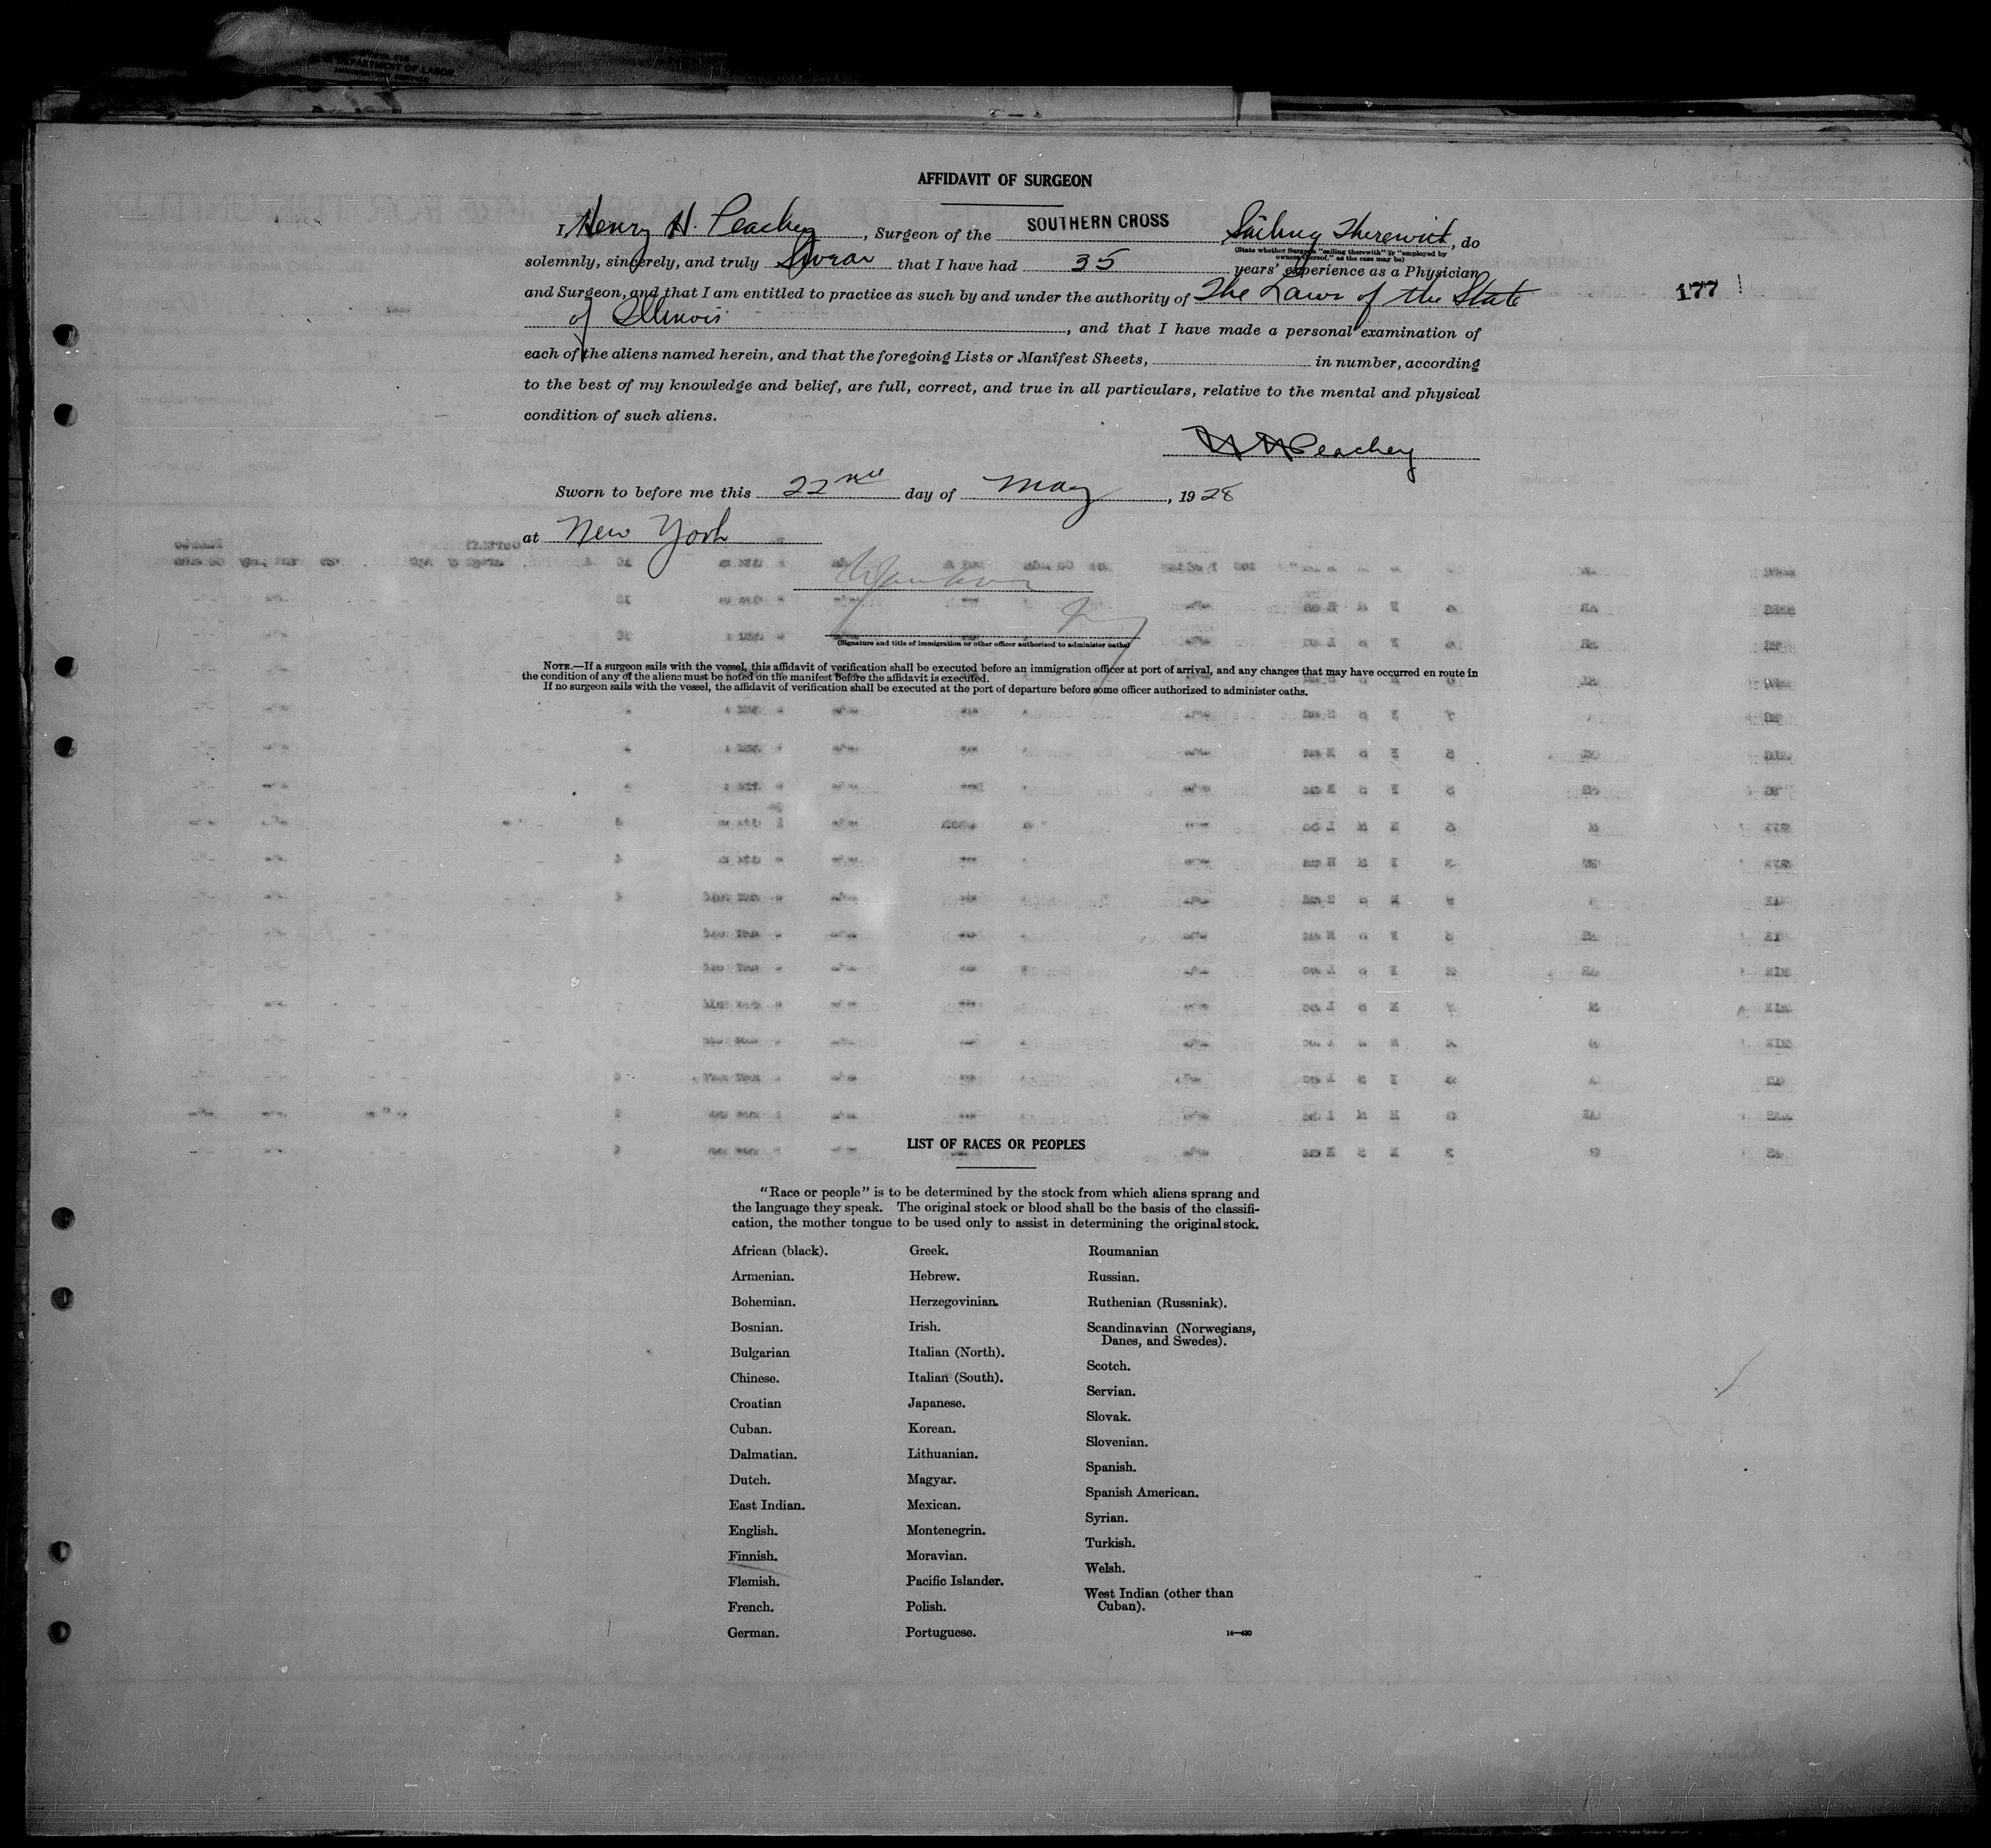 DEPARTMENT OF LABOR
AFFIDAVIT OF SURGEON
I, Henry H. Peachey, Surgeon of the SOUTHERN CROSS Sailing Therewith, do
(State whether Surgeon "sailing therewith" or "employed by
owners thereof," as the case may be)
solemnly, sincerely, and truly Swear that I have had 35 years' experience as a Physician
and Surgeon, and that I am entitled to practice as such by and under the authority of The Laws of the State
177
of Illinois, and that I have made a personal examination of
each of the aliens named herein, and that the foregoing Lists or Manifest Sheets, in number, according
to the best of my knowledge and belief, are full, correct, and true in all particulars, relative to the mental and physical
condition of such aliens.
H H Peachey
Sworn to before me this 22nd day of May, 1928
at New York
(Signature and title of immigration or other officer authorized to administer oaths)
NOTE.—If a surgeon sails with the vessel, this affidavit of verification shall be executed before an immigration officer at port of arrival, and any changes that may have occurred en route in
the condition of any of the aliens must be noted on the manifest before the affidavit is executed.
If no surgeon sails with the vessel, the affidavit of verification shall be executed at the port of departure before some officer authorized to administer oaths.
LIST OF RACES OR PEOPLES
"Race or people" is to be determined by the stock from which aliens sprang and
the language they speak. The original stock or blood shall be the basis of the classifi-
cation, the mother tongue to be used only to assist in determining the original stock.
African (black).
Armenian.
Bohemian.
Bosnian.
Bulgarian
Chinese.
Croatian
Cuban.
Dalmatian.
Dutch.
East Indian.
English.
Finnish.
Flemish.
French.
German.
Greek.
Hebrew.
Herzegovinian.
Irish.
Italian (North).
Italian (South).
Japanese.
Korean.
Lithuanian.
Magyar.
Mexican.
Montenegrin.
Moravian.
Pacific Islander.
Polish.
Portuguese.
Roumanian
Russian.
Ruthenian (Russniak).
Scandinavian (Norwegians,
Danes, and Swedes).
Scotch.
Servian.
Slovak.
Slovenian.
Spanish.
Spanish American.
Syrian.
Turkish.
Welsh.
West Indian (other than
Cuban).
14—430